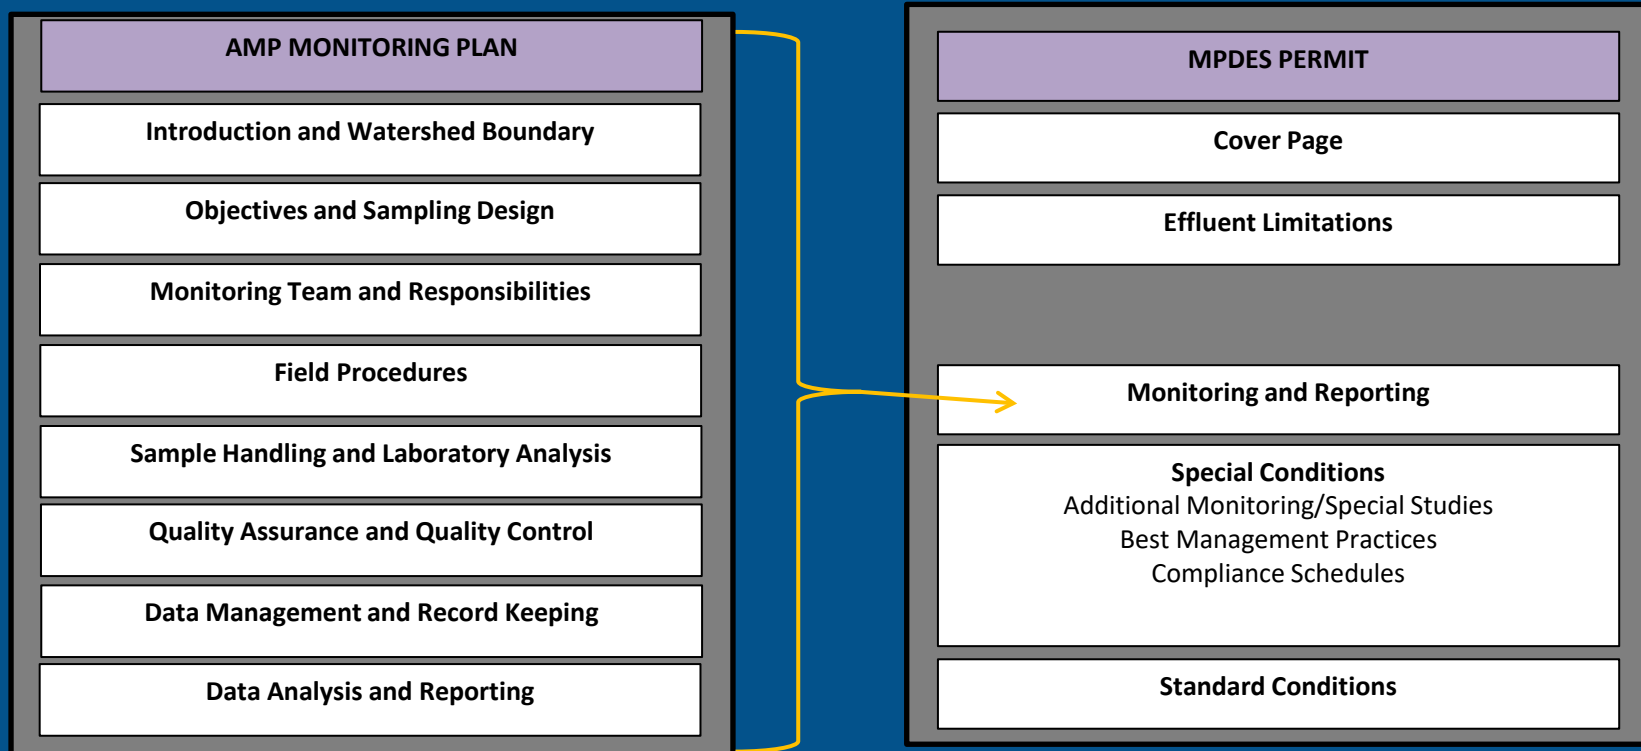 AMP MONITORING PLAN
Introduction and Watershed Boundary
Objectives and Sampling Design
Monitoring Team and Responsibilities
Field Procedures
Sample Handling and Laboratory Analysis
Quality Assurance and Quality Control
Data Management and Record Keeping
Data Analysis and Reporting
MPDES PERMIT
Cover Page
Effluent Limitations
Monitoring and Reporting
Special Conditions
Additional Monitoring/Special Studies
Best Management Practices
Compliance Schedules
Standard Conditions